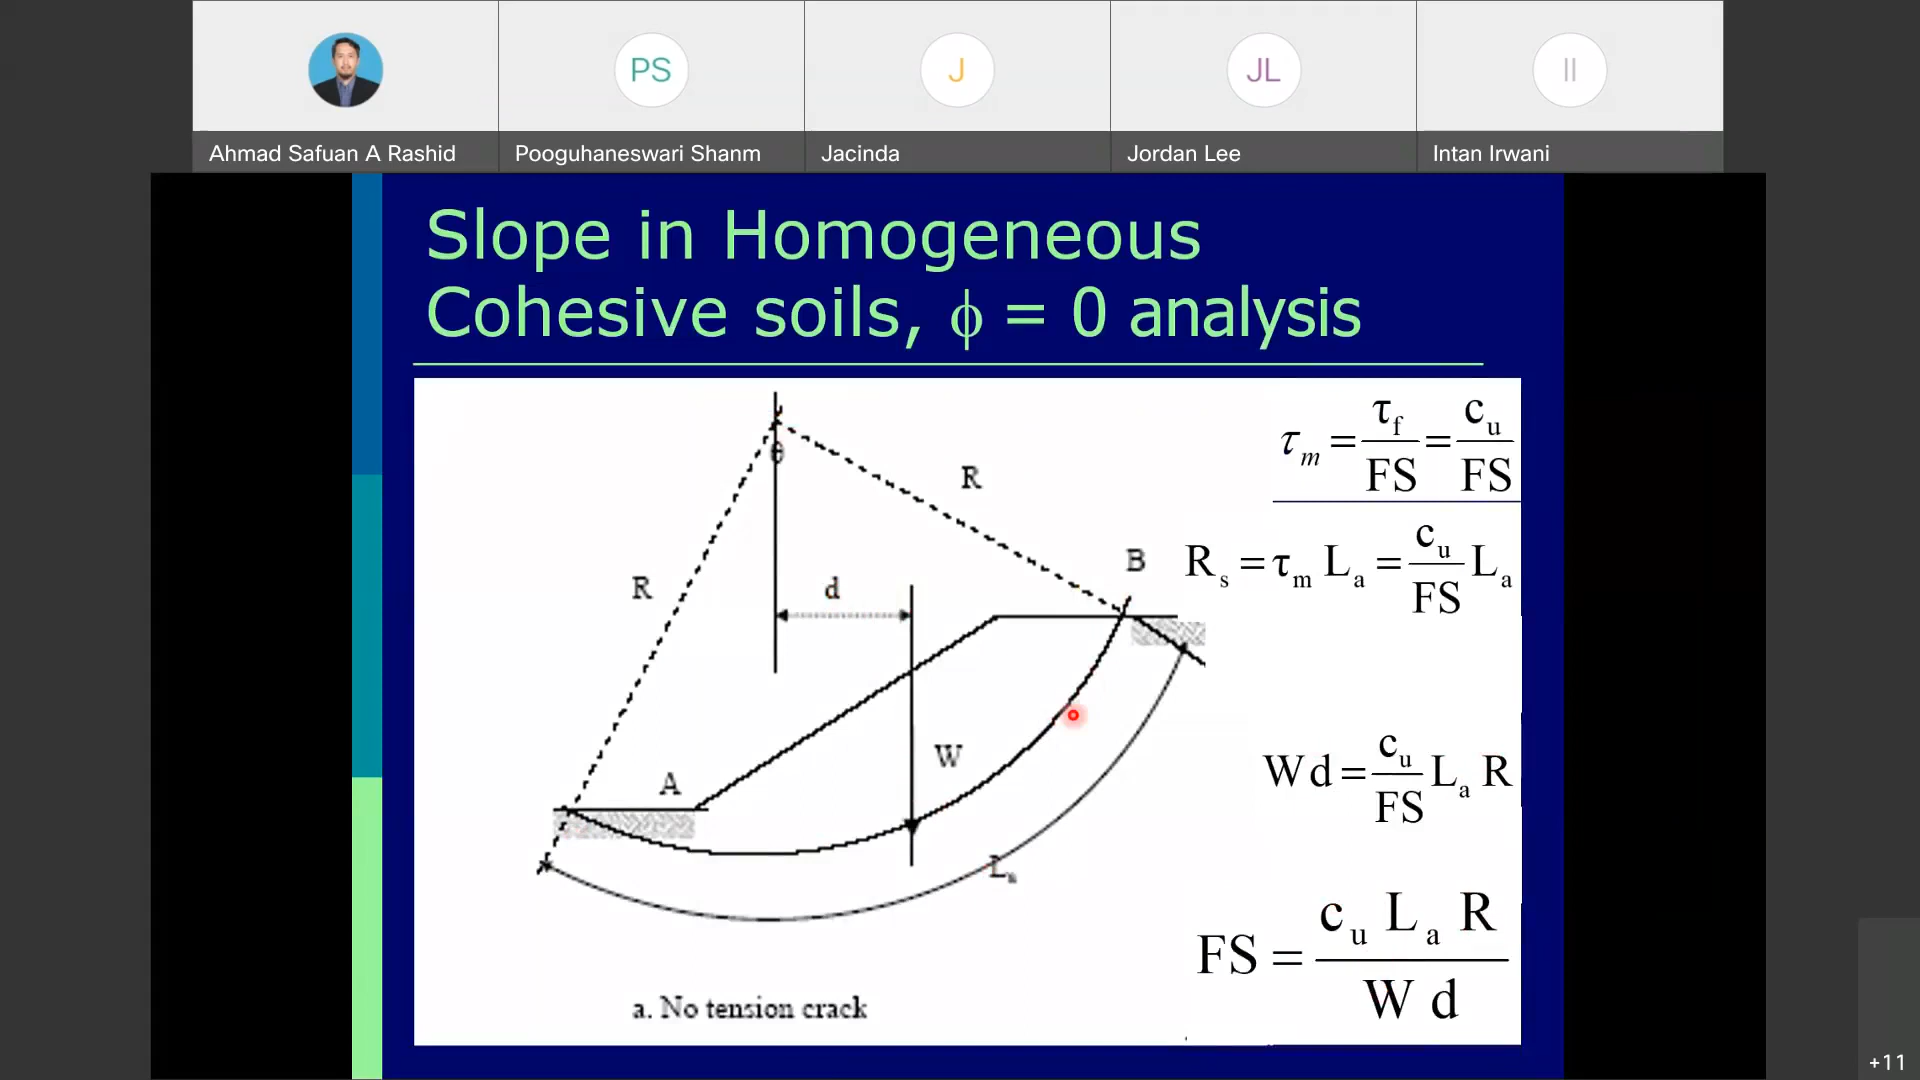 PS
J
JL
II
Ahmad Safuan A Rashid
Pooguhaneswari Shanm
Jacinda
Jordan Lee
Intan Irwani
Slope in Homogeneous
Cohesive soils, ϕ = 0 analysis
θ
R
R
d
B
A
W
Lₐ
a. No tension crack
τₘ = τf/FS = cᵤ/FS
Rₛ = τₘ Lₐ = cᵤ/FS Lₐ
Wd = cᵤ/FS Lₐ R
FS = cᵤ Lₐ R / W d
+11